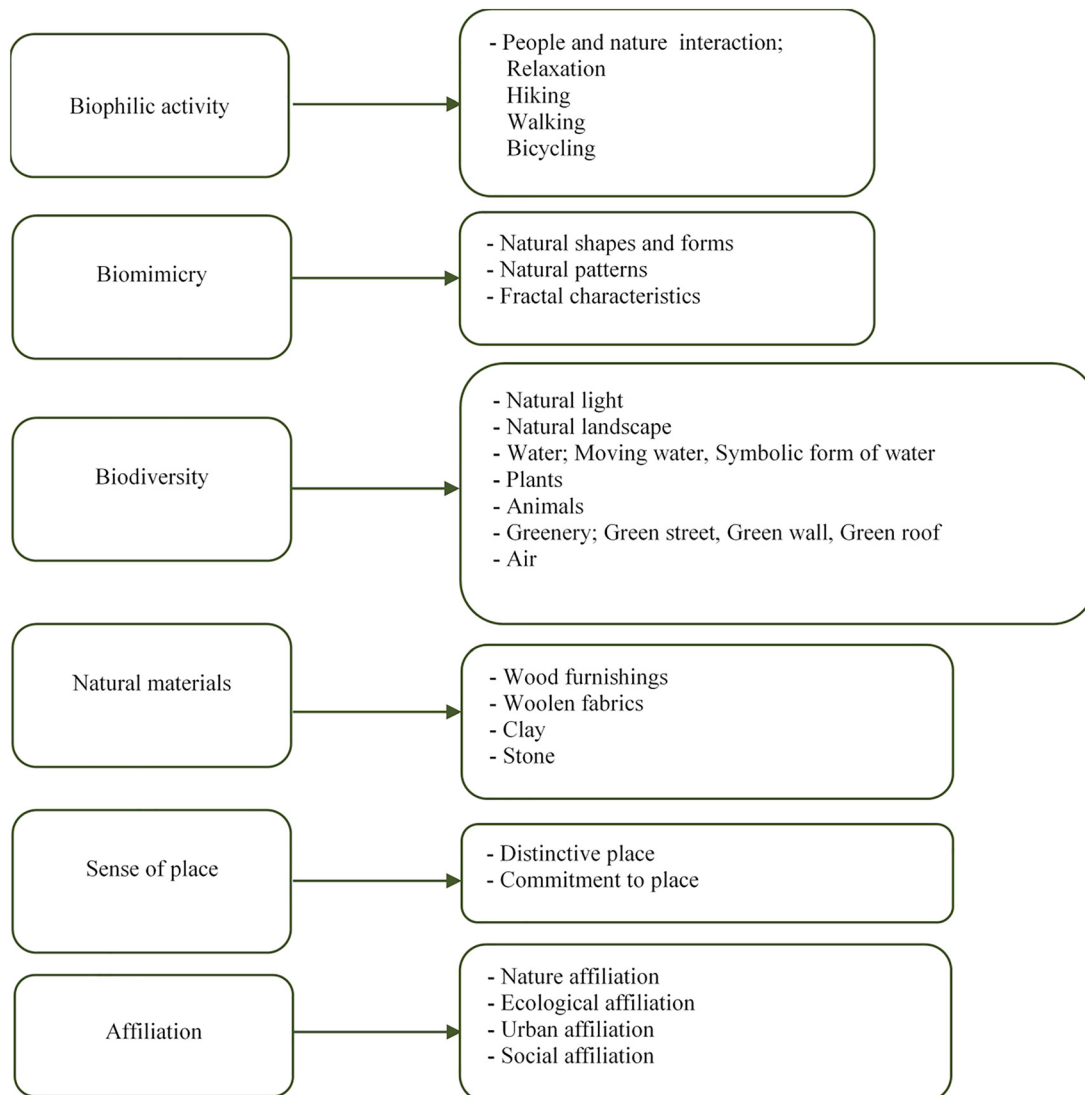 Biophilic activity
- People and nature interaction;
Relaxation
Hiking
Walking
Bicycling
Biomimicry
- Natural shapes and forms
- Natural patterns
- Fractal characteristics
Biodiversity
- Natural light
- Natural landscape
- Water; Moving water, Symbolic form of water
- Plants
- Animals
- Greenery; Green street, Green wall, Green roof
- Air
Natural materials
- Wood furnishings
- Woolen fabrics
- Clay
- Stone
Sense of place
- Distinctive place
- Commitment to place
Affiliation
- Nature affiliation
- Ecological affiliation
- Urban affiliation
- Social affiliation